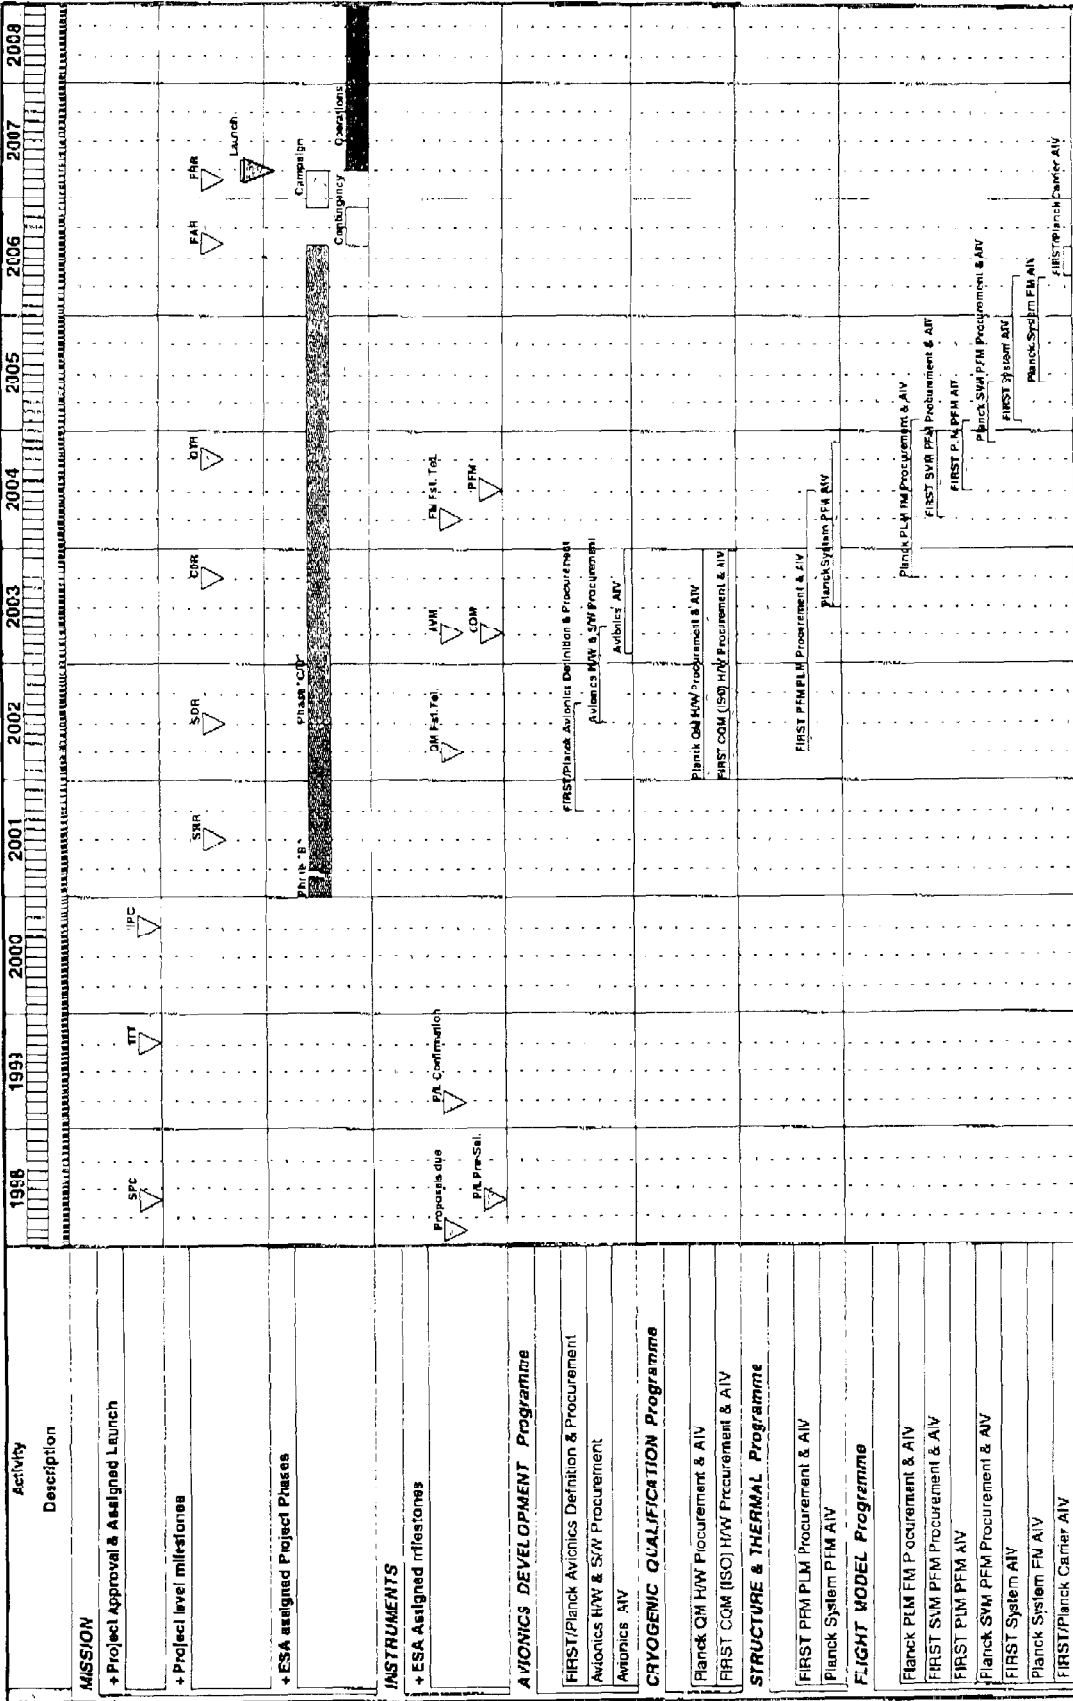 Activity
Description
1998 1999 2000 2001 2002 2003 2004 2005 2006 2007 2008
MISSION
+ Project Approval & Assigned Launch
SPC
ITT
IPC
+ Project level milestones
SRR
SDR
CDR
QTR
FAR
FRR
Launch
+ ESA assigned Project Phases
Phase "B"
Phase "C/D"
Campaign
Contingency
Operations
INSTRUMENTS
+ ESA Assigned milestones
Proposals due
P/L Pre-Sel.
P/L Confirmation
QM Fst.Tel.
AVM
CQM
FM Fst. Tel.
PFM
AVIONICS DEVELOPMENT Programme
FIRST/Planck Avionics Definition & Procurement
FIRST/Planck Avionics Definition & Procurement
Avionics H/W & S/W Procurement
Avionics H/W & S/W Procurement
Avionics AIV
Avionics AIV
CRYOGENIC QUALIFICATION Programme
Planck QM H/W Procurement & AIV
Planck QM H/W Procurement & AIV
FIRST CQM (ISO) H/W Procurement & AIV
FIRST CQM (ISO) H/W Procurement & AIV
STRUCTURE & THERMAL Programme
FIRST PFM PLM Procurement & AIV
FIRST PFM PLM Procurement & AIV
Planck System PFM AIV
Planck System PFM AIV
FLIGHT MODEL Programme
Planck PLM FM Procurement & AIV
Planck PLM FM Procurement & AIV
FIRST SVM PFM Procurement & AIV
FIRST SVM PFM Procurement & AIV
FIRST PLM PFM AIV
FIRST PLM PFM AIV
Planck SVM PFM Procurement & AIV
Planck SVM PFM Procurement & AIV
FIRST System AIV
FIRST System AIV
Planck System FM AIV
Planck System FM AIV
FIRST/Planck Carrier AIV
FIRST/Planck Carrier AIV